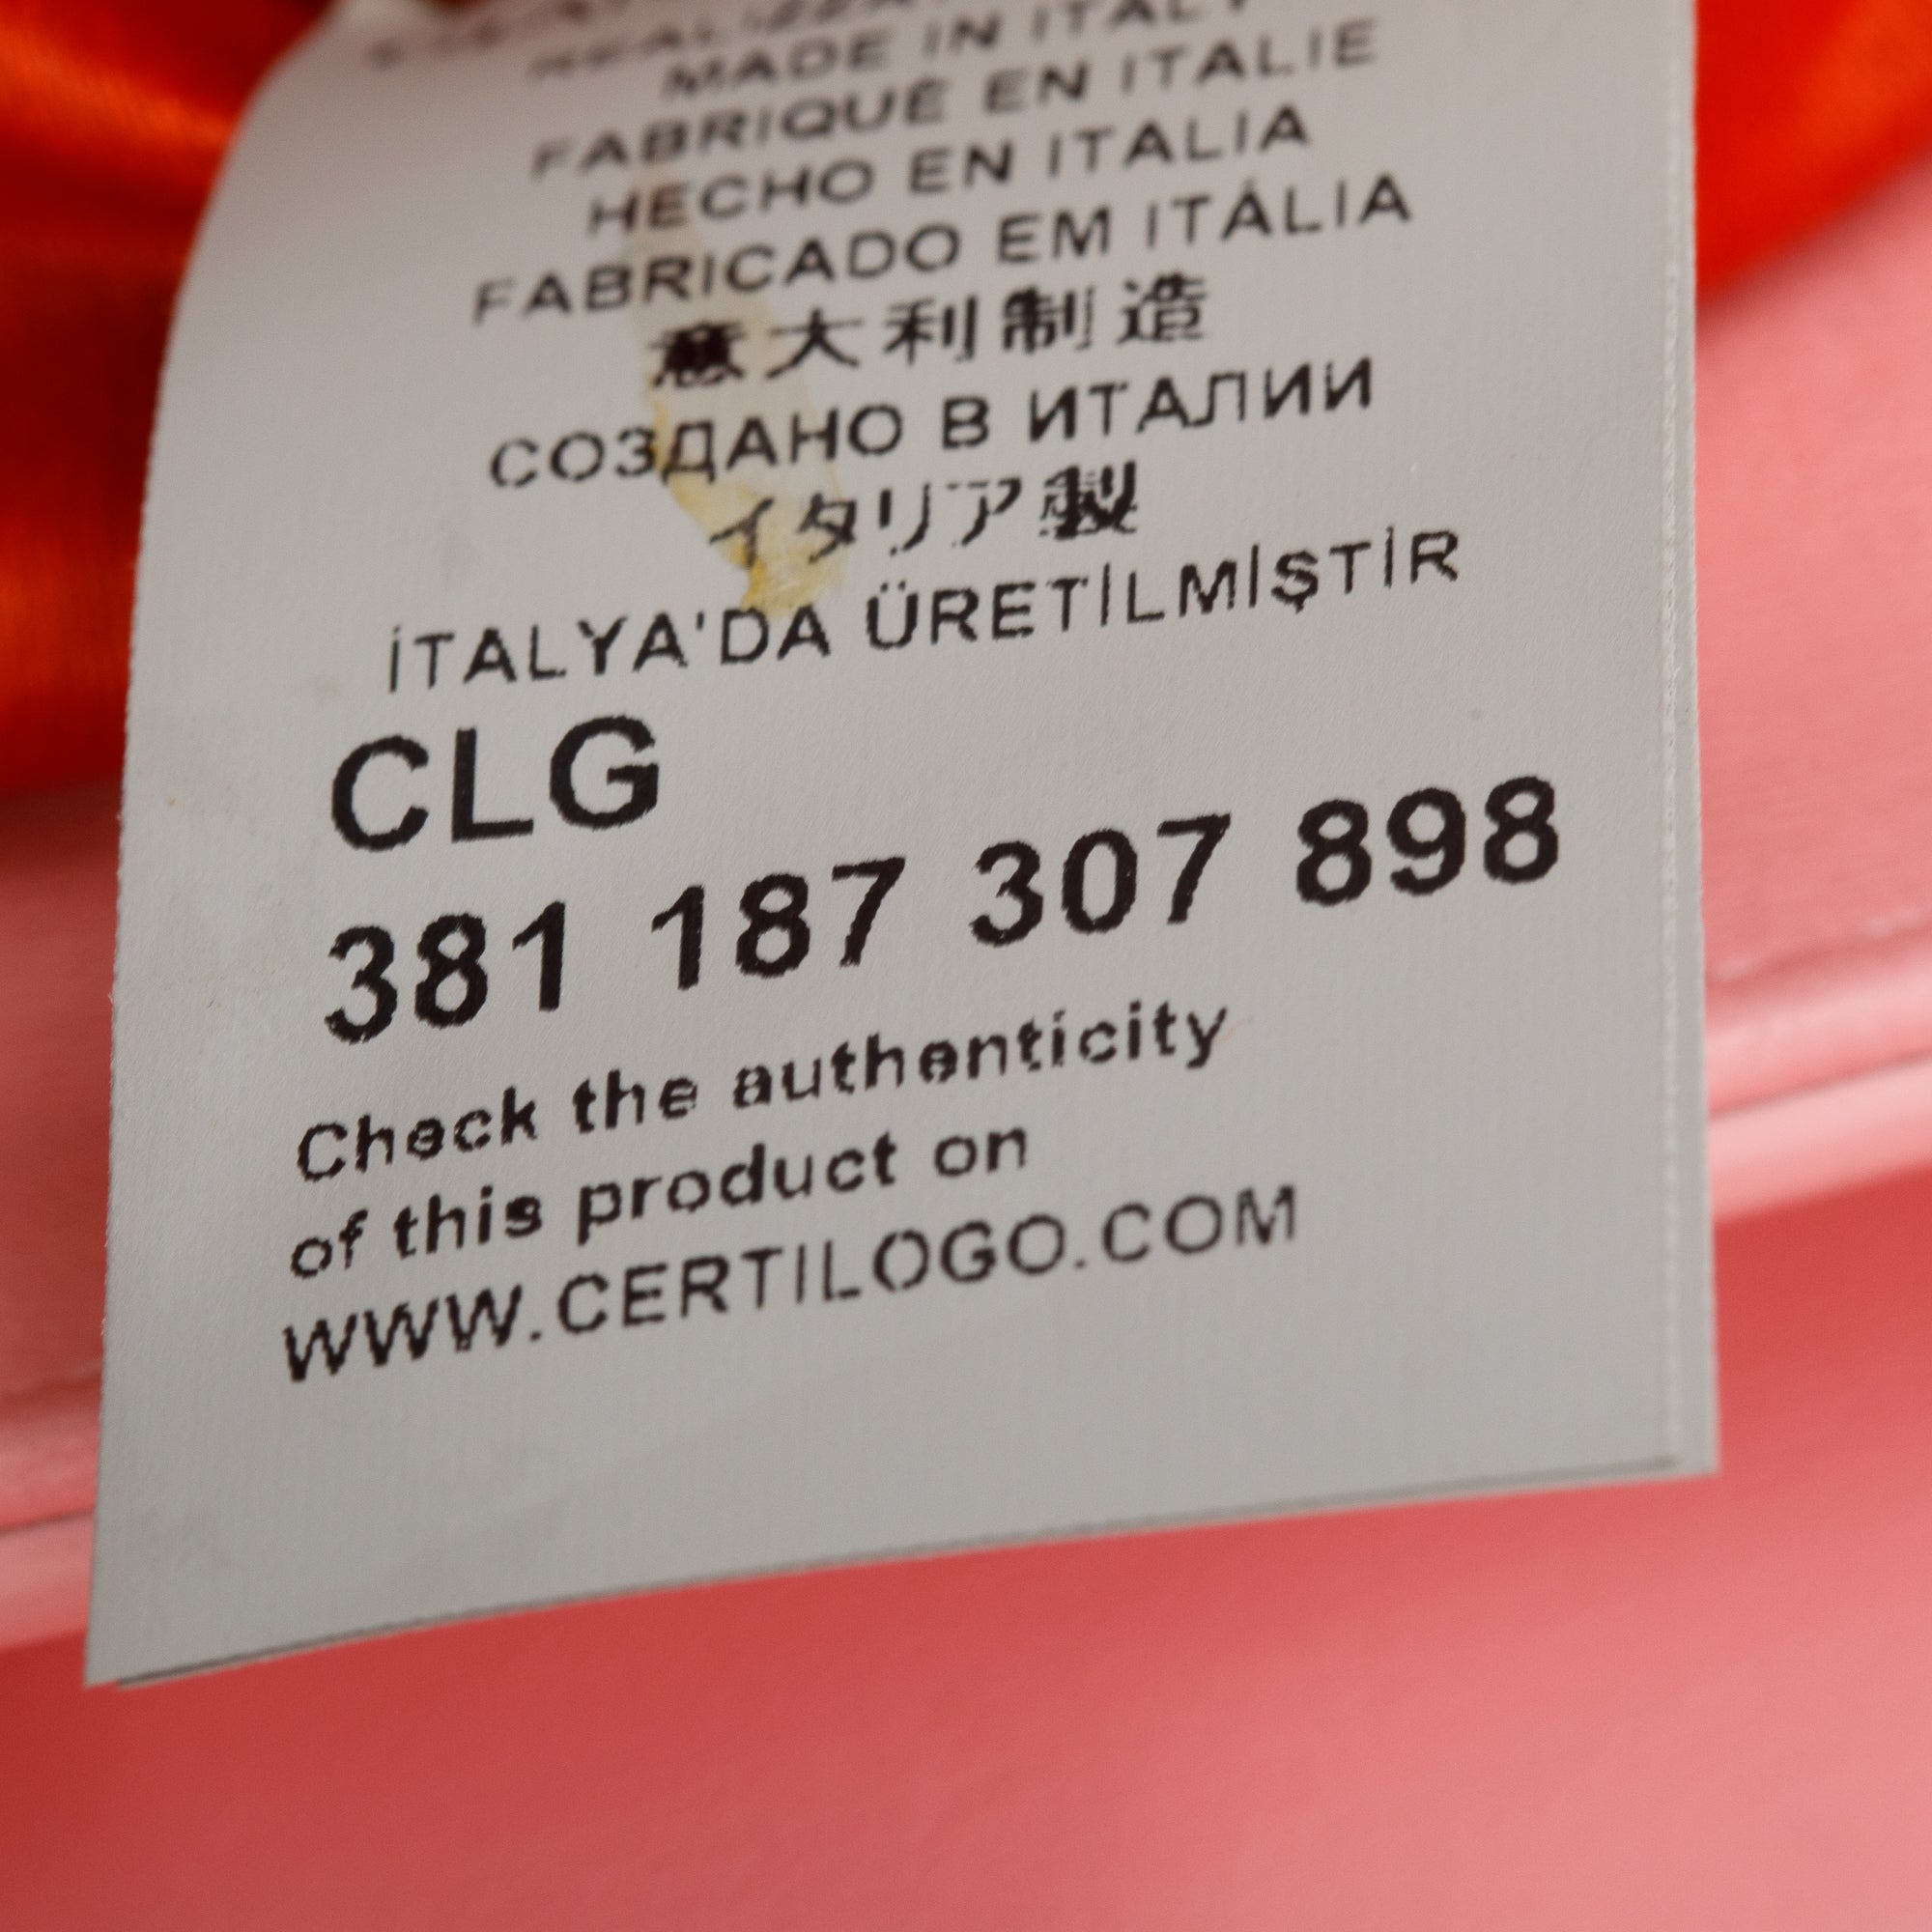 MADE IN ITALY
FABRIQUÉ EN ITALIE
HECHO EN ITALIA
FABRICADO EM ITÁLIA
意大利制造
СОЗДАНО В ИТАЛИИ
イタリア製
İTALYA'DA ÜRETİLMİŞTİR
CLG
381 187 307 898
Check the authenticity
of this product on
WWW.CERTILOGO.COM